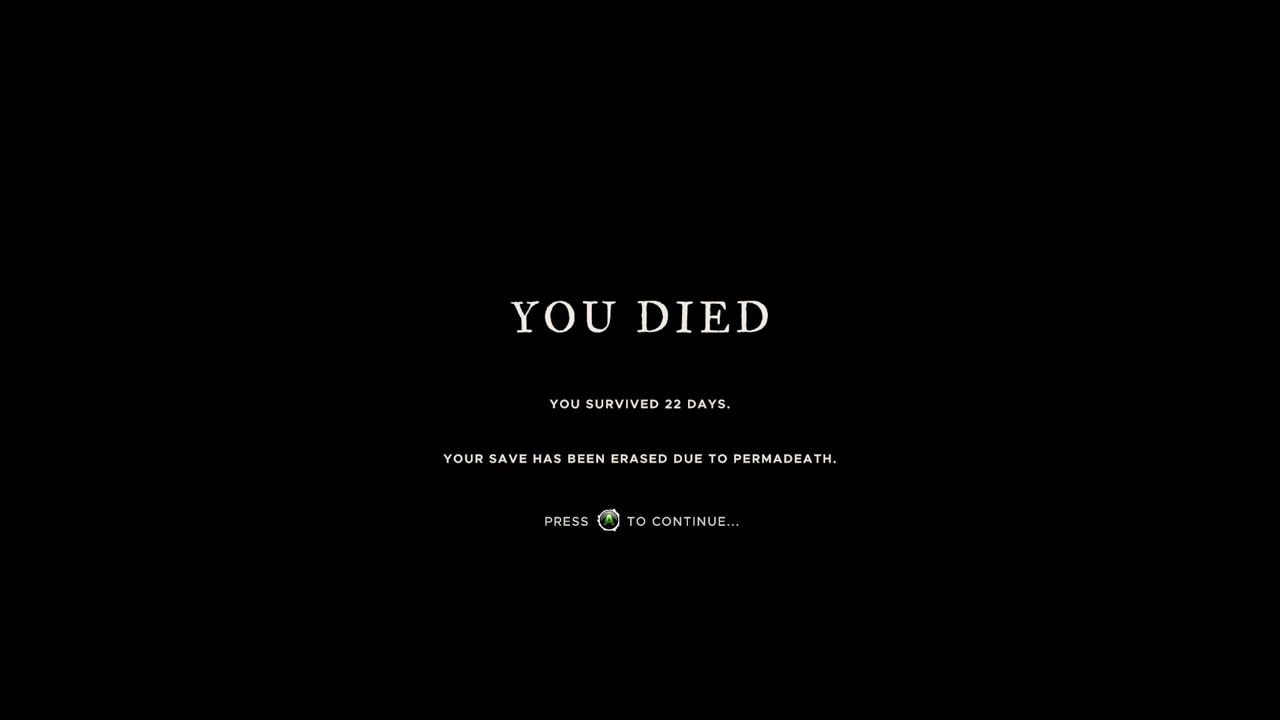 YOU DIED
YOU SURVIVED 22 DAYS.
YOUR SAVE HAS BEEN ERASED DUE TO PERMADEATH.
PRESS A TO CONTINUE...